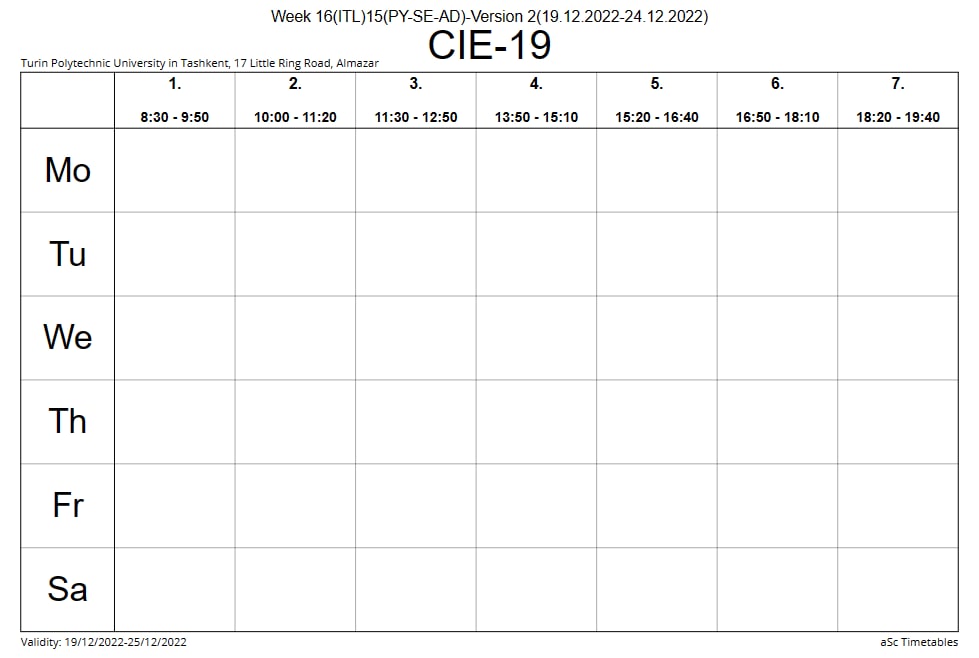 Week 16(ITL)15(PY-SE-AD)-Version 2(19.12.2022-24.12.2022)
CIE-19
Turin Polytechnic University in Tashkent, 17 Little Ring Road, Almazar
1. 2. 3. 4. 5. 6. 7.
8:30 - 9:50 10:00 - 11:20 11:30 - 12:50 13:50 - 15:10 15:20 - 16:40 16:50 - 18:10 18:20 - 19:40
Mo
Tu
We
Th
Fr
Sa
Validity: 19/12/2022-25/12/2022 aSc Timetables